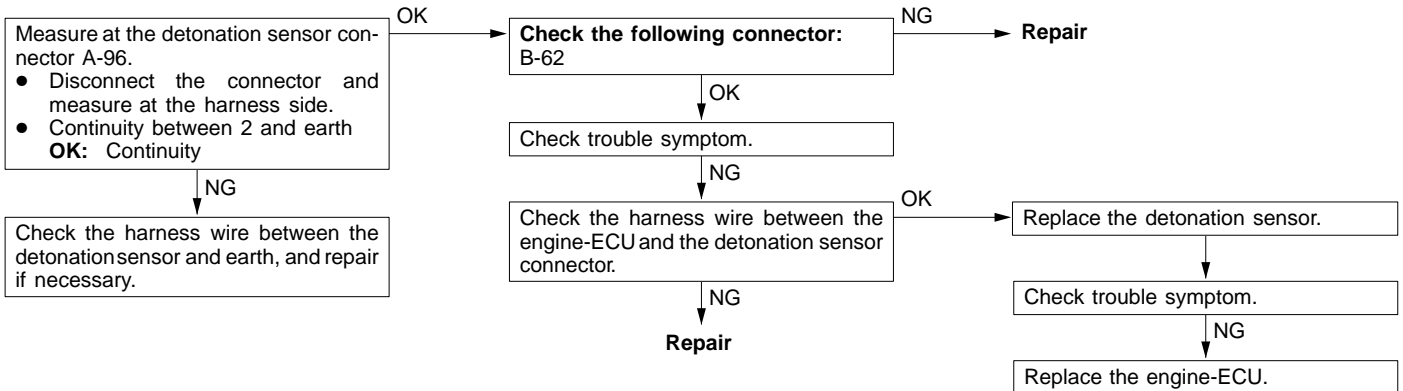 Measure at the detonation sensor con-
nector A-96.
● Disconnect the connector and
measure at the harness side.
● Continuity between 2 and earth
OK: Continuity
OK
NG
Check the harness wire between the
detonation sensor and earth, and repair
if necessary.
Check the following connector:
B-62
NG
Repair
OK
Check trouble symptom.
NG
Check the harness wire between the
engine-ECU and the detonation sensor
connector.
NG
Repair
OK
Replace the detonation sensor.
Check trouble symptom.
NG
Replace the engine-ECU.